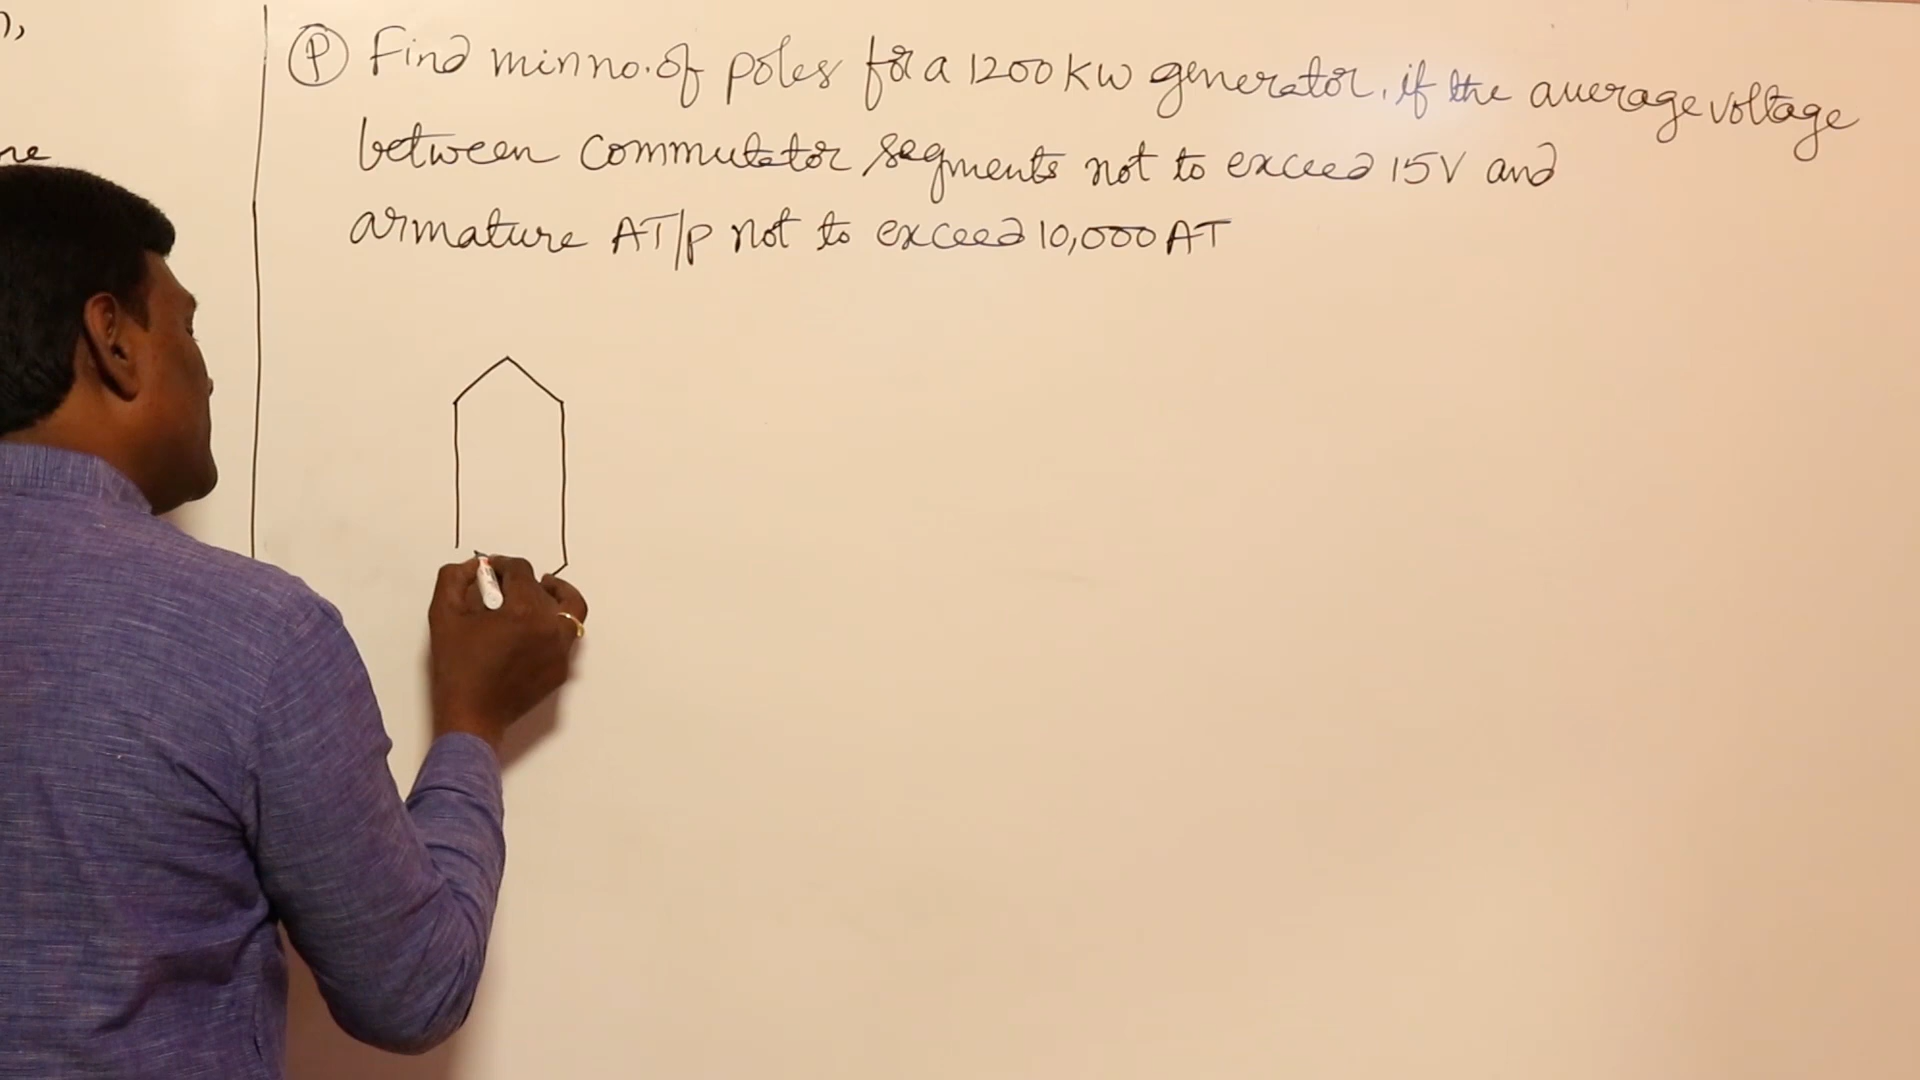 Ⓟ Find min no. of poles for a 1200 KW generator, if the average voltage
between commutator segments not to exceed 15V and
armature AT/p not to exceed 10,000 AT